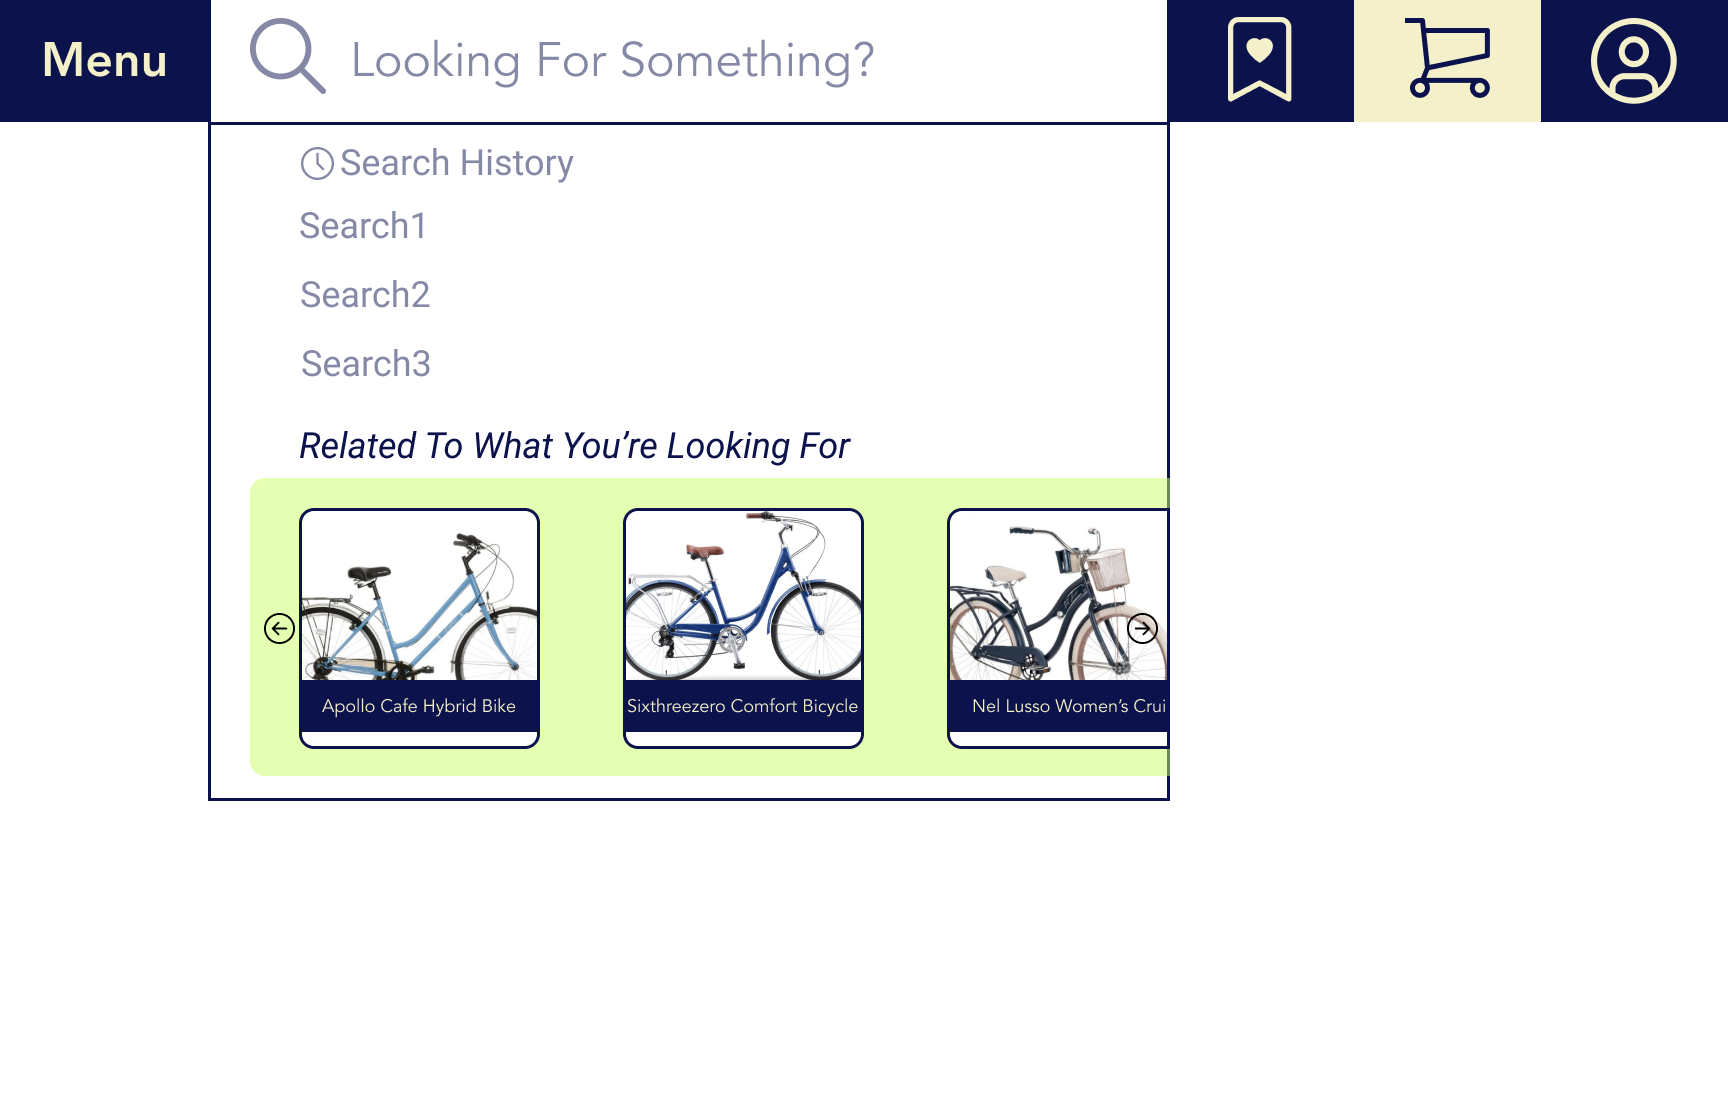 Menu
Looking For Something?
Search History
Search1
Search2
Search3
Related To What You’re Looking For
Apollo Cafe Hybrid Bike
Sixthreezero Comfort Bicycle
Nel Lusso Women’s Crui